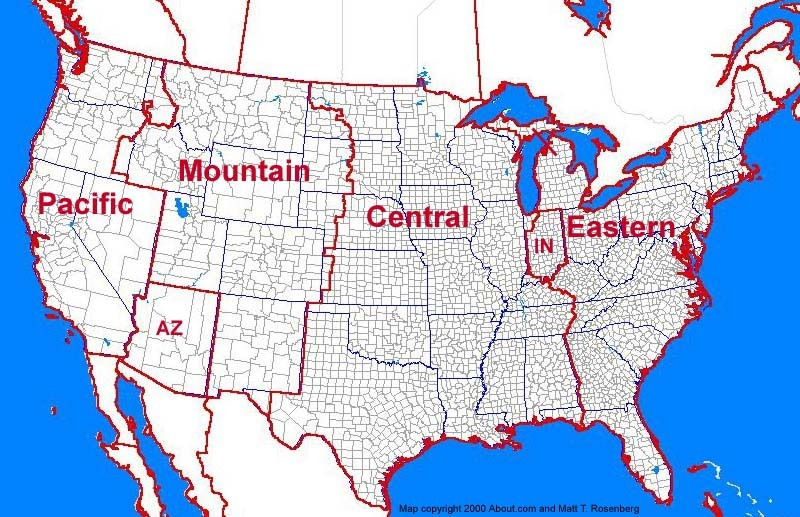 Mountain
Pacific
Central
Eastern
IN
AZ
Map copyright 2000 About.com and Matt T. Rosenberg